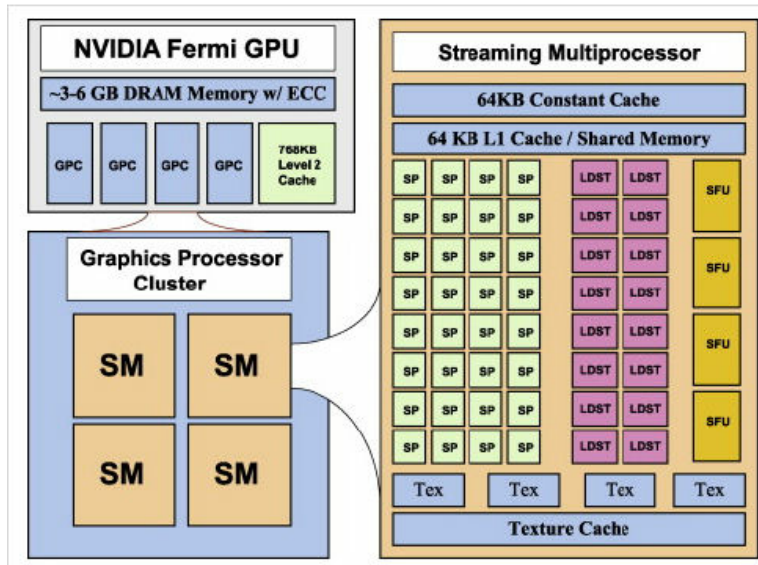 NVIDIA Fermi GPU
~3-6 GB DRAM Memory w/ ECC
GPC GPC GPC GPC
768KB
Level 2
Cache
Graphics Processor
Cluster
SM SM
SM SM
Streaming Multiprocessor
64KB Constant Cache
64 KB L1 Cache / Shared Memory
SP SP SP SP LDST LDST
SFU
SP SP SP SP LDST LDST
SP SP SP SP LDST LDST
SFU
SP SP SP SP LDST LDST
SP SP SP SP LDST LDST
SFU
SP SP SP SP LDST LDST
SP SP SP SP LDST LDST
SFU
SP SP SP SP LDST LDST
Tex Tex Tex Tex
Texture Cache